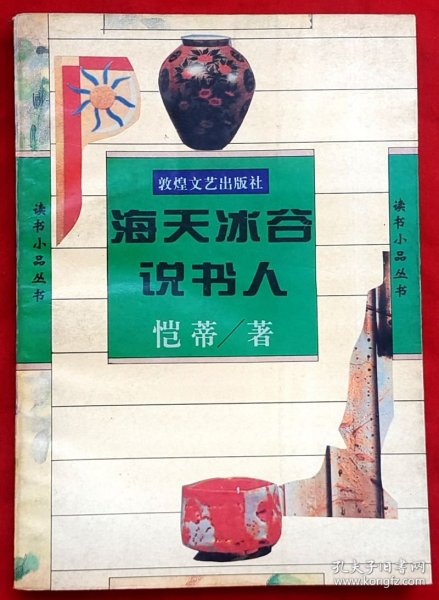 敦煌文艺出版社
海天冰谷
说书人
恺蒂/著
读书小品丛书
读书小品丛书
孔夫子旧书网
www.kongfz.com